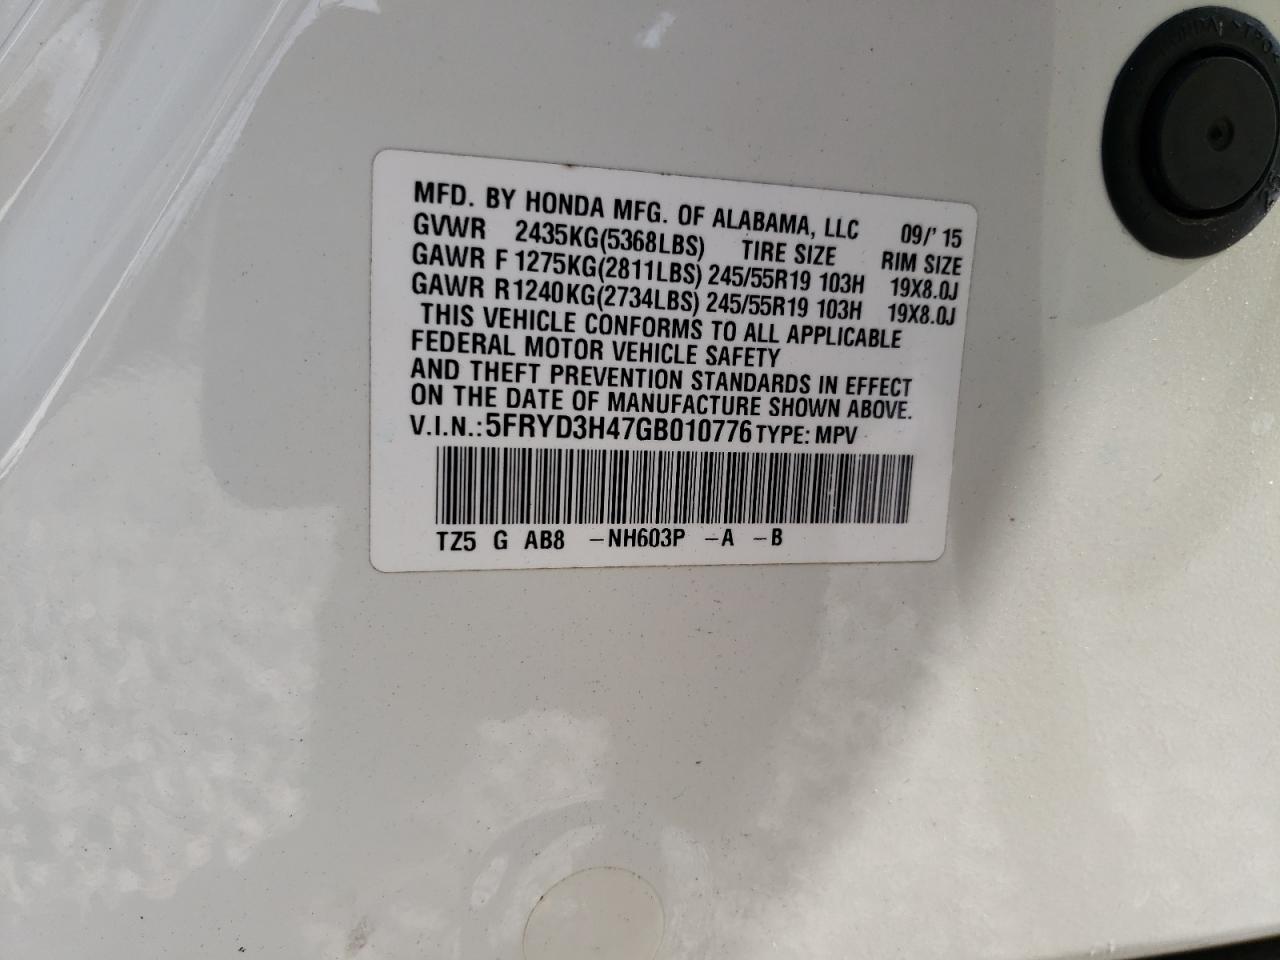 MFD. BY HONDA MFG. OF ALABAMA, LLC 09/'15
GVWR 2435KG(5368LBS) TIRE SIZE RIM SIZE
GAWR F 1275KG(2811LBS) 245/55R19 103H 19X8.0J
GAWR R1240KG(2734LBS) 245/55R19 103H 19X8.0J
THIS VEHICLE CONFORMS TO ALL APPLICABLE
FEDERAL MOTOR VEHICLE SAFETY
AND THEFT PREVENTION STANDARDS IN EFFECT
ON THE DATE OF MANUFACTURE SHOWN ABOVE.
V.I.N.:5FRYD3H47GB010776 TYPE: MPV
TZ5 G AB8 –NH603P –A –B